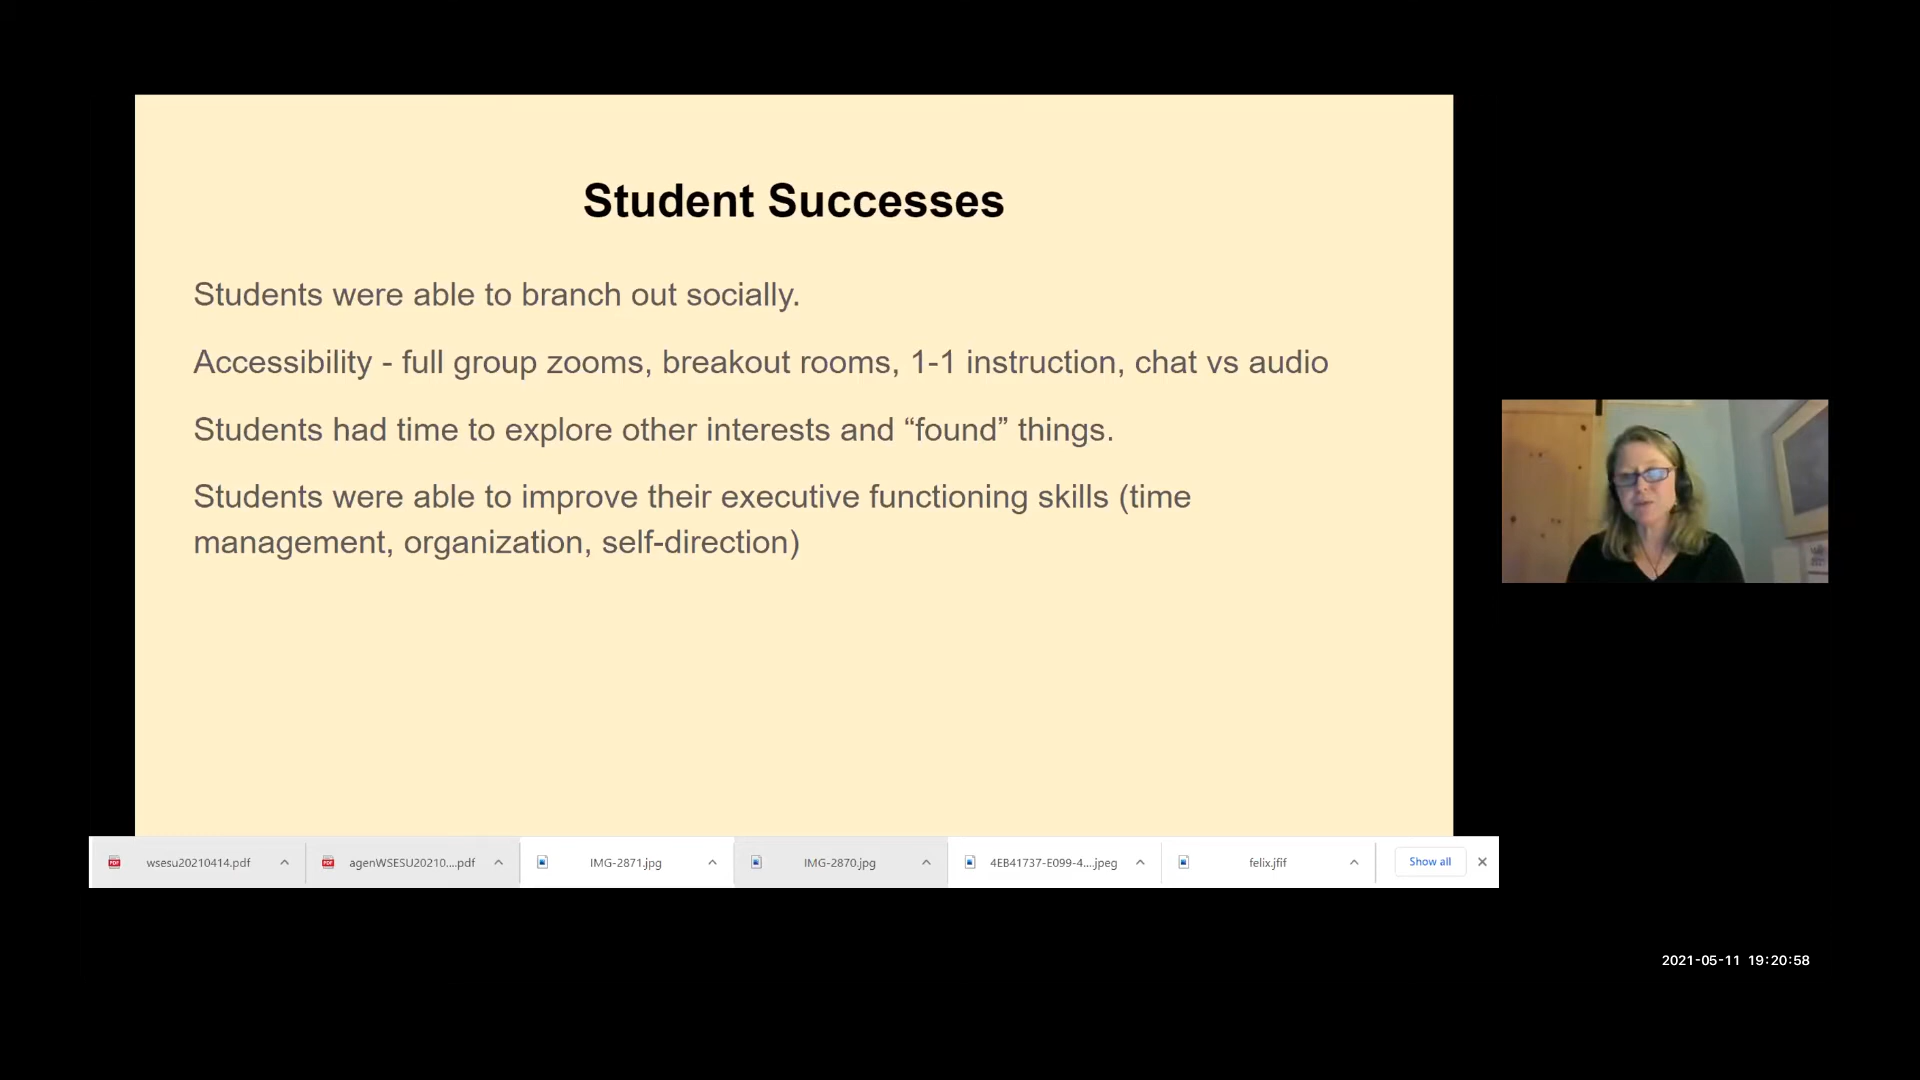 Student Successes
Students were able to branch out socially.
Accessibility - full group zooms, breakout rooms, 1-1 instruction, chat vs audio
Students had time to explore other interests and “found” things.
Students were able to improve their executive functioning skills (time
management, organization, self-direction)
wsesu20210414.pdf
agenWSESU20210....pdf
IMG-2871.jpg
IMG-2870.jpg
4EB41737-E099-4....jpeg
felix.jfif
Show all
2021-05-11 19:20:58